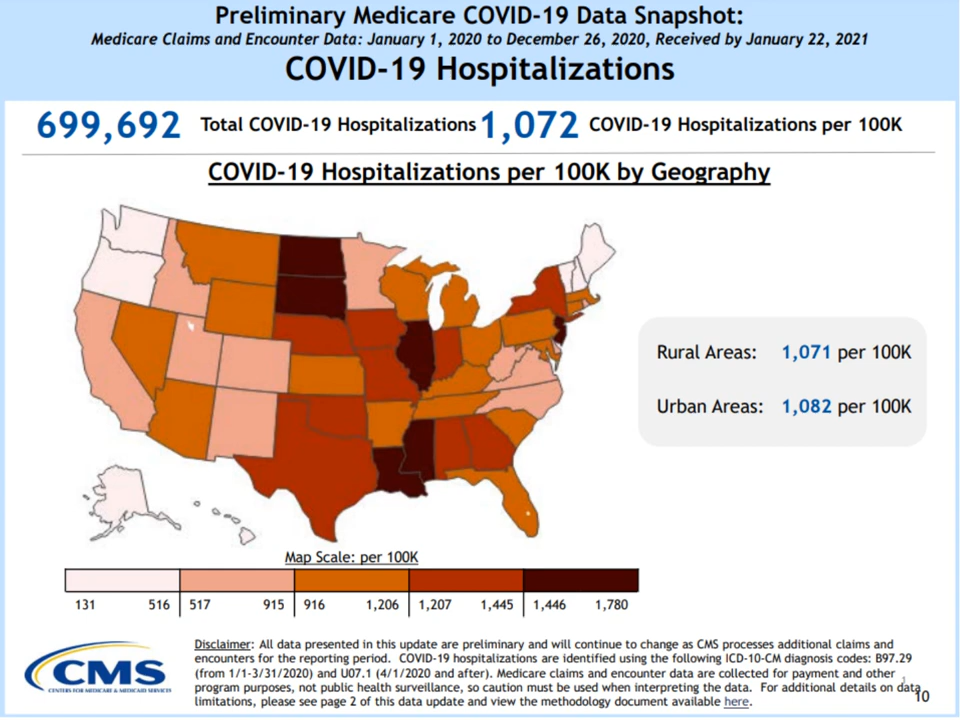 Preliminary Medicare COVID-19 Data Snapshot:
Medicare Claims and Encounter Data: January 1, 2020 to December 26, 2020, Received by January 22, 2021
COVID-19 Hospitalizations
699,692 Total COVID-19 Hospitalizations 1,072 COVID-19 Hospitalizations per 100K
COVID-19 Hospitalizations per 100K by Geography
Rural Areas: 1,071 per 100K
Urban Areas: 1,082 per 100K
Map Scale: per 100K
131 516 517 915 916 1,206 1,207 1,445 1,446 1,780
CMS
CENTERS FOR MEDICARE & MEDICAID SERVICES
Disclaimer: All data presented in this update are preliminary and will continue to change as CMS processes additional claims and
encounters for the reporting period. COVID-19 hospitalizations are identified using the following ICD-10-CM diagnosis codes: B97.29
(from 1/1-3/31/2020) and U07.1 (4/1/2020 and after). Medicare claims and encounter data are collected for payment and other
program purposes, not public health surveillance, so caution must be used when interpreting the data. For additional details on data
limitations, please see page 2 of this data update and view the methodology document available here.
1
10